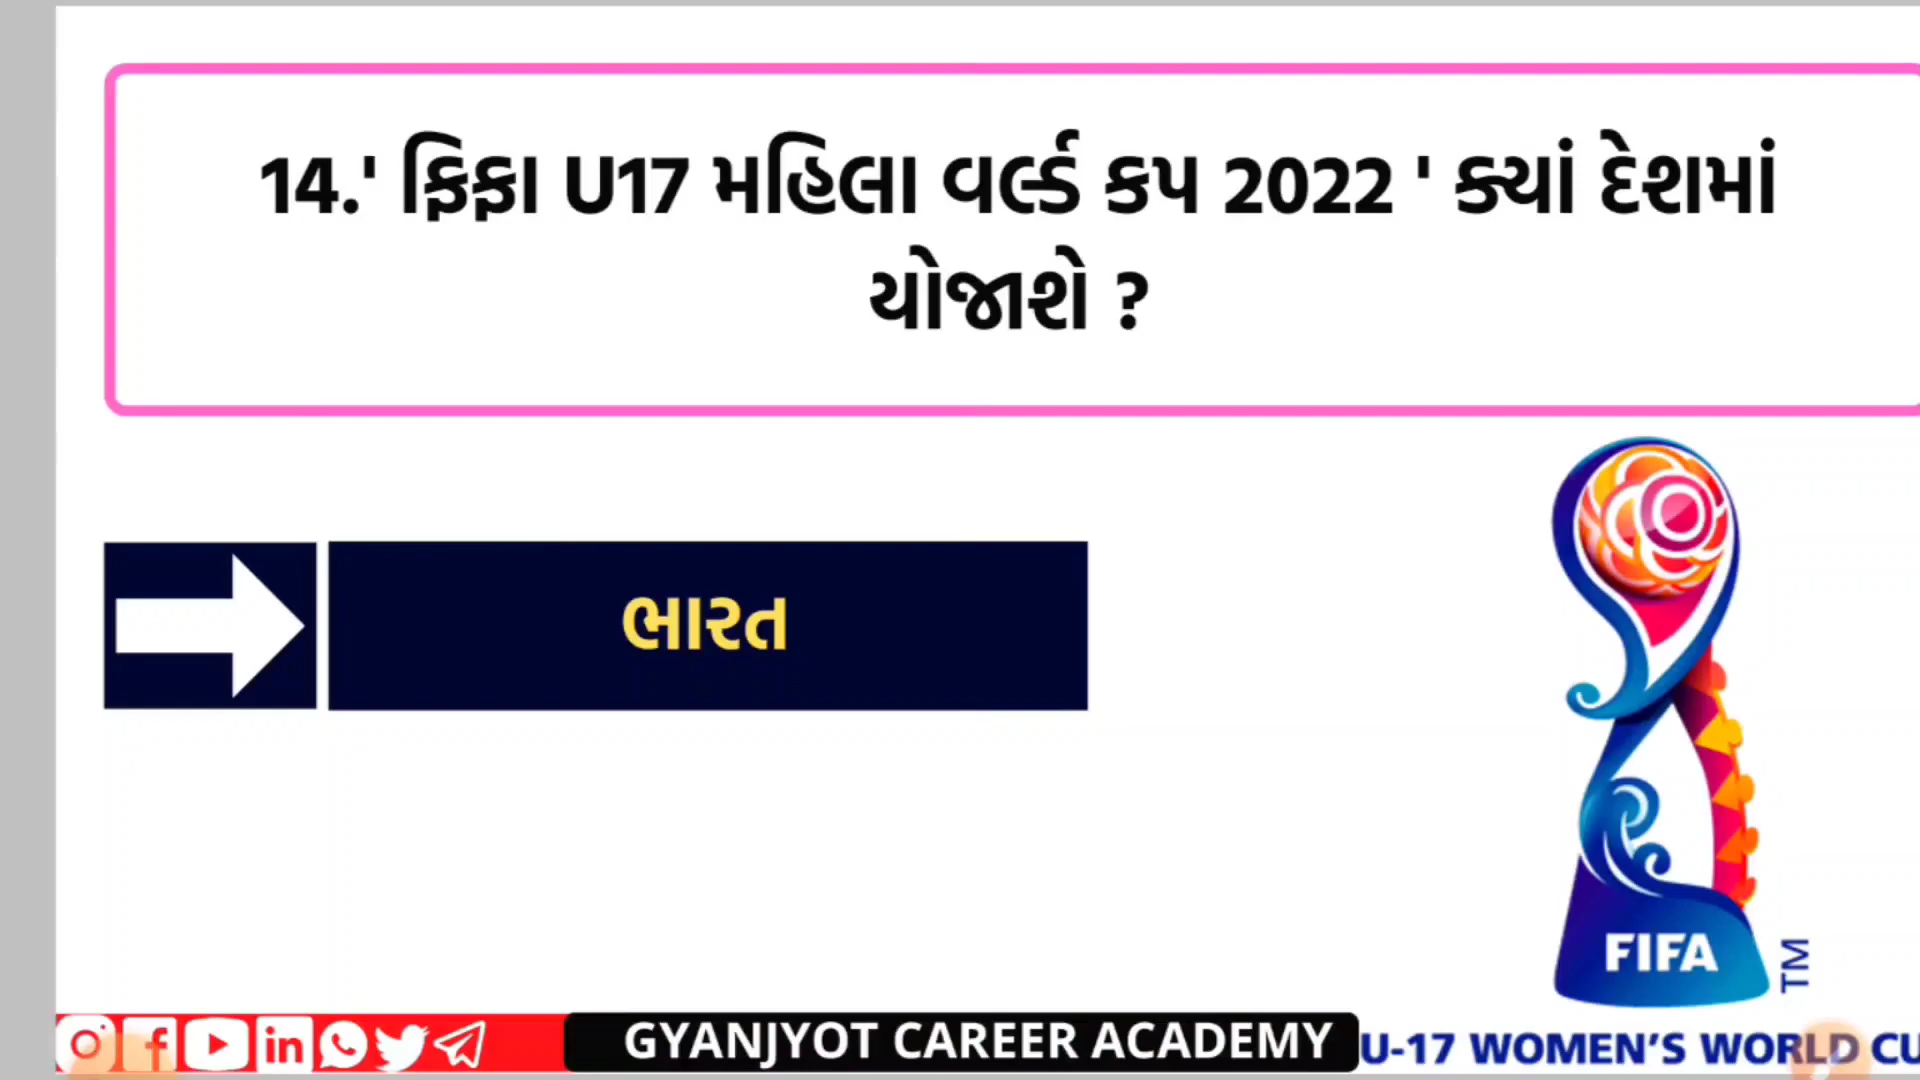 14.' ફિફા U17 મહિલા વર્લ્ડ કપ 2022 ' ક્યાં દેશમાં
યોજાશે ?
ભારત
FIFA
TM
GYANJYOT CAREER ACADEMY
U-17 WOMEN'S WORLD CU